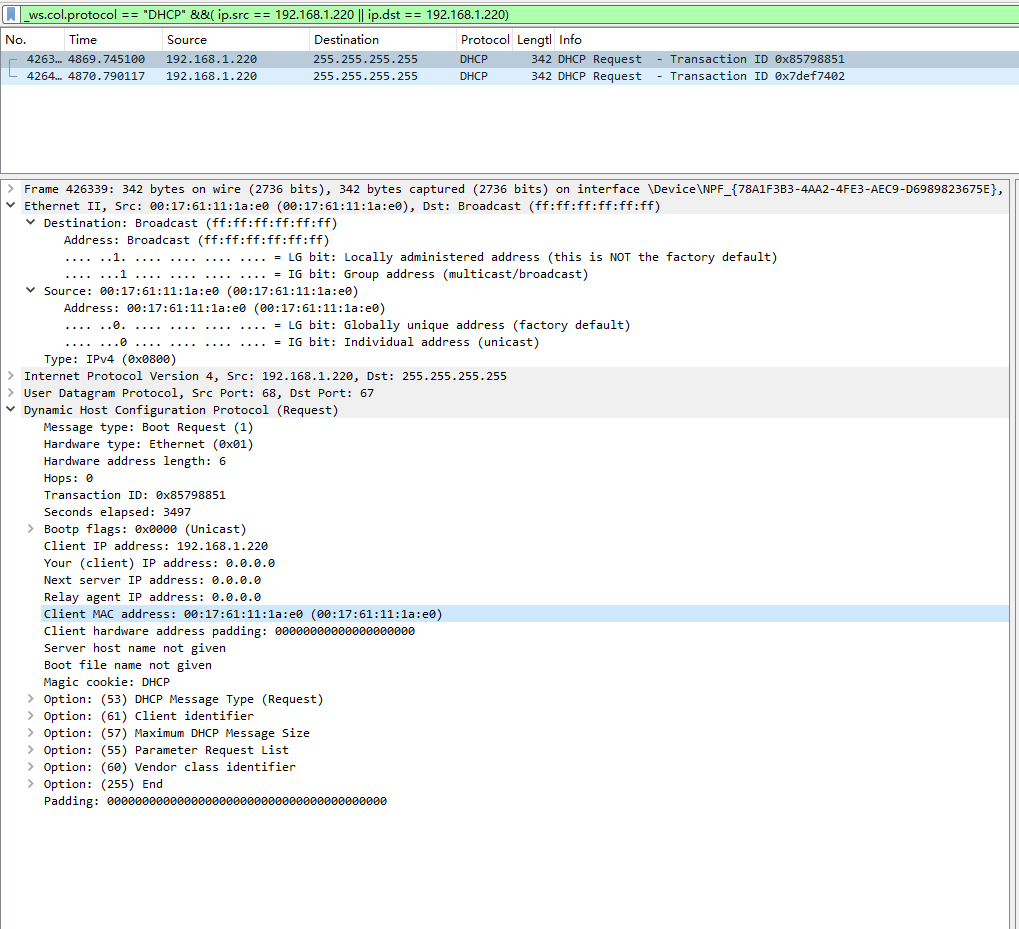 _ws.col.protocol == "DHCP" &&( ip.src == 192.168.1.220 || ip.dst == 192.168.1.220)
No. Time Source Destination Protocol Lengtl Info
4263… 4869.745100 192.168.1.220 255.255.255.255 DHCP 342 DHCP Request - Transaction ID 0x85798851
4264… 4870.790117 192.168.1.220 255.255.255.255 DHCP 342 DHCP Request - Transaction ID 0x7def7402
Frame 426339: 342 bytes on wire (2736 bits), 342 bytes captured (2736 bits) on interface \Device\NPF_{78A1F3B3-4AA2-4FE3-AEC9-D6989823675E},
Ethernet II, Src: 00:17:61:11:1a:e0 (00:17:61:11:1a:e0), Dst: Broadcast (ff:ff:ff:ff:ff:ff)
Destination: Broadcast (ff:ff:ff:ff:ff:ff)
Address: Broadcast (ff:ff:ff:ff:ff:ff)
.... ..1. .... .... .... .... = LG bit: Locally administered address (this is NOT the factory default)
.... ...1 .... .... .... .... = IG bit: Group address (multicast/broadcast)
Source: 00:17:61:11:1a:e0 (00:17:61:11:1a:e0)
Address: 00:17:61:11:1a:e0 (00:17:61:11:1a:e0)
.... ..0. .... .... .... .... = LG bit: Globally unique address (factory default)
.... ...0 .... .... .... .... = IG bit: Individual address (unicast)
Type: IPv4 (0x0800)
Internet Protocol Version 4, Src: 192.168.1.220, Dst: 255.255.255.255
User Datagram Protocol, Src Port: 68, Dst Port: 67
Dynamic Host Configuration Protocol (Request)
Message type: Boot Request (1)
Hardware type: Ethernet (0x01)
Hardware address length: 6
Hops: 0
Transaction ID: 0x85798851
Seconds elapsed: 3497
Bootp flags: 0x0000 (Unicast)
Client IP address: 192.168.1.220
Your (client) IP address: 0.0.0.0
Next server IP address: 0.0.0.0
Relay agent IP address: 0.0.0.0
Client MAC address: 00:17:61:11:1a:e0 (00:17:61:11:1a:e0)
Client hardware address padding: 00000000000000000000
Server host name not given
Boot file name not given
Magic cookie: DHCP
Option: (53) DHCP Message Type (Request)
Option: (61) Client identifier
Option: (57) Maximum DHCP Message Size
Option: (55) Parameter Request List
Option: (60) Vendor class identifier
Option: (255) End
Padding: 0000000000000000000000000000000000000000